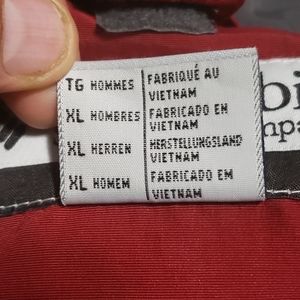 TG HOMMES
FABRIQUÉ AU
VIETNAM
XL HOMBRES
FABRICADO EN
VIETNAM
XL HERREN
HERSTELLUNGSLAND
VIETNAM
XL HOMEM
FABRICADO EM
VIETNAM